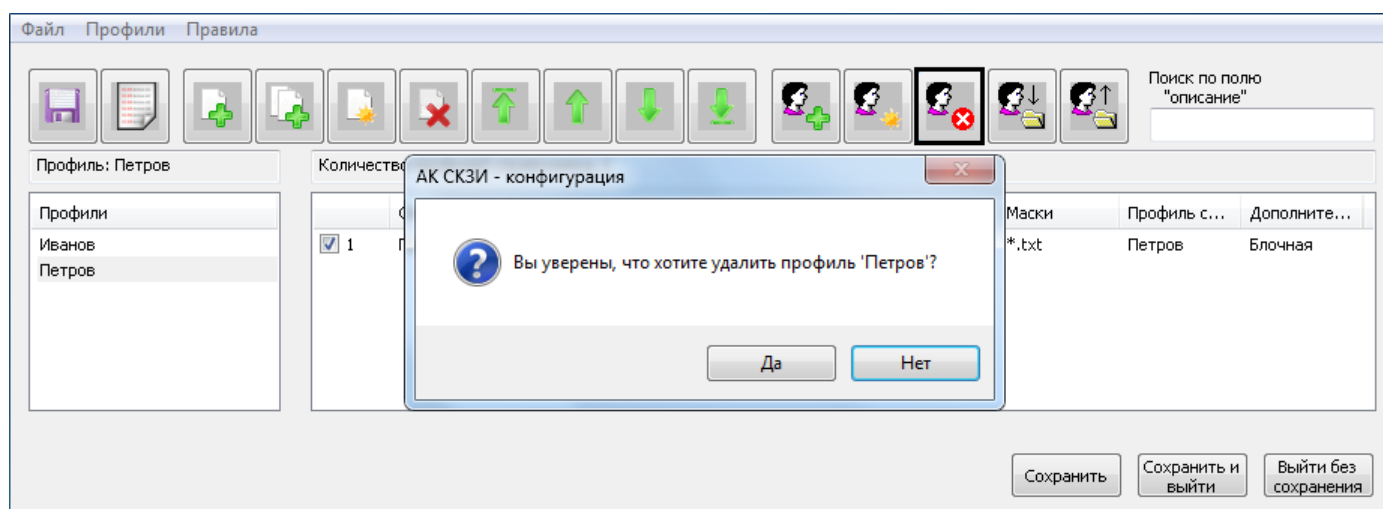 Файл Профили Правила
Поиск по полю
"описание"
Профиль: Петров
АК СКЗИ - конфигурация
Профили
Маски Профиль с... Дополните...
Иванов
1 *.txt Петров Блочная
Петров
Вы уверены, что хотите удалить профиль 'Петров'?
Да Нет
Сохранить
Сохранить и
выйти
Выйти без
сохранения